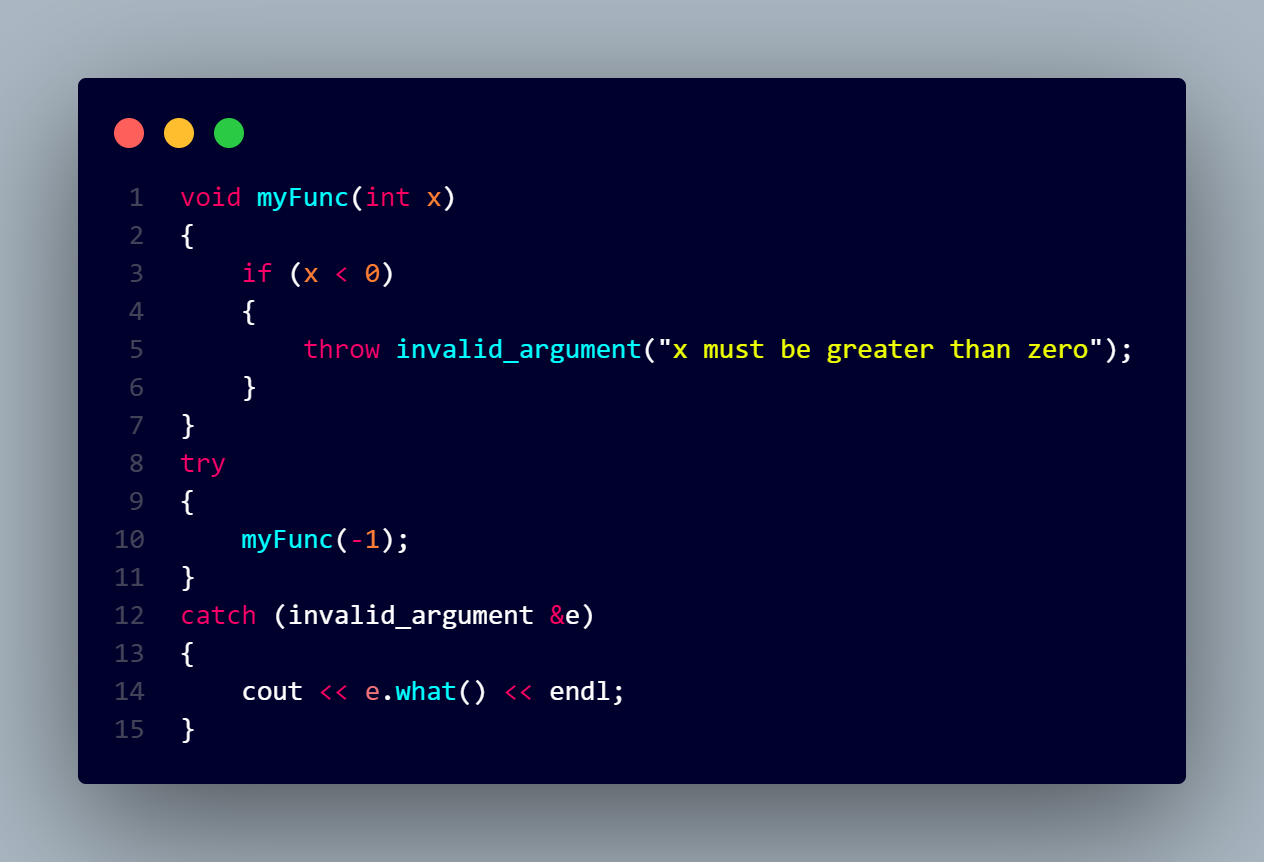 1 void myFunc(int x)
2 {
3     if (x < 0)
4     {
5         throw invalid_argument("x must be greater than zero");
6     }
7 }
8 try
9 {
10     myFunc(-1);
11 }
12 catch (invalid_argument &e)
13 {
14     cout << e.what() << endl;
15 }